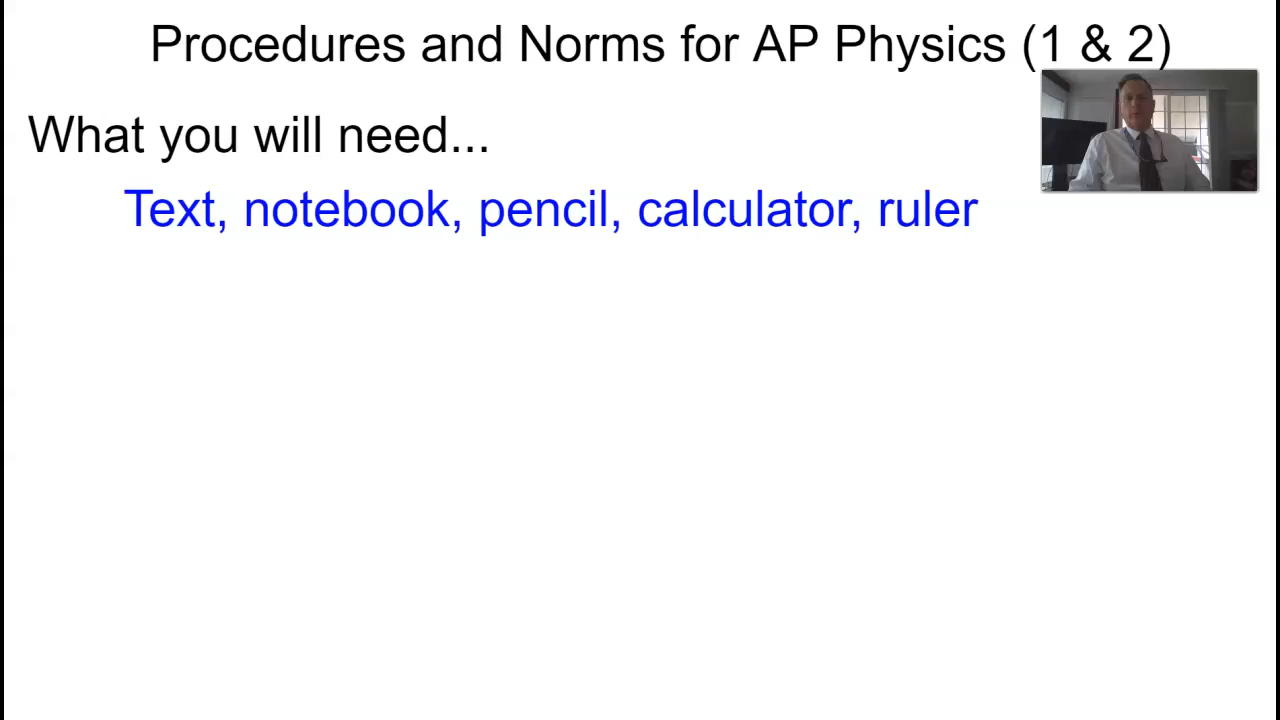 Procedures and Norms for AP Physics (1 & 2)
What you will need...
Text, notebook, pencil, calculator, ruler